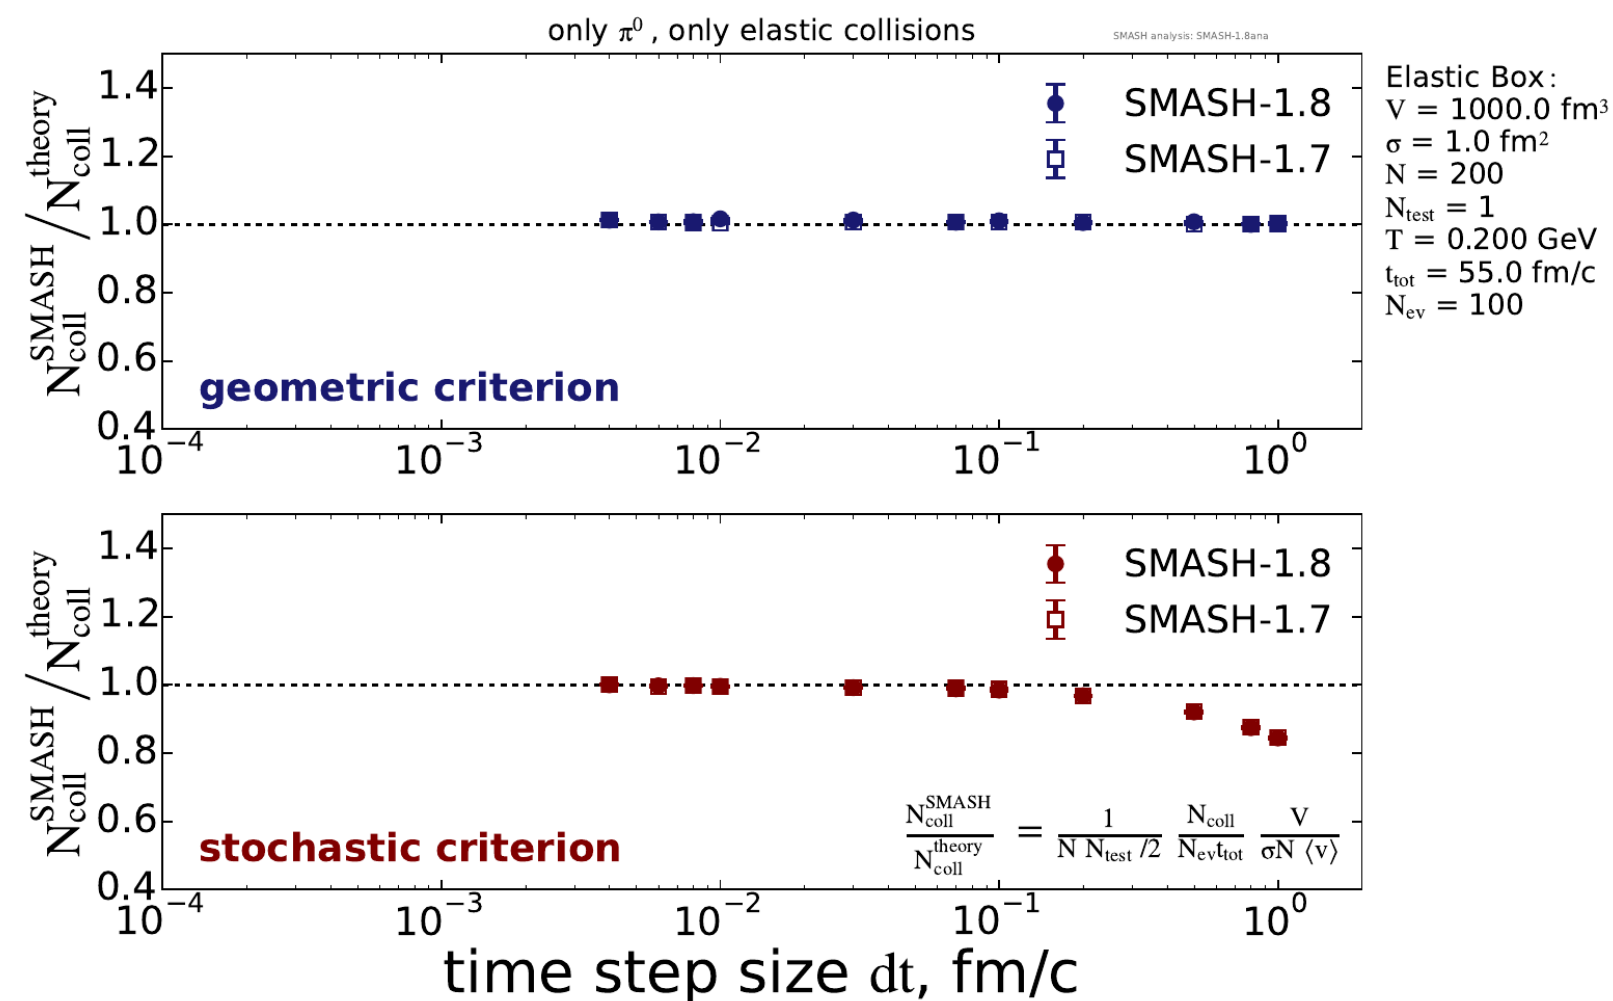 only π⁰ , only elastic collisions
SMASH analysis: SMASH-1.8ana
N_coll^SMASH / N_coll^theory
1.4
1.2
1.0
0.8
0.6
0.4
SMASH-1.8
SMASH-1.7
geometric criterion
10⁻⁴ 10⁻³ 10⁻² 10⁻¹ 10⁰
Elastic Box:
V = 1000.0 fm³
σ = 1.0 fm²
N = 200
N_test = 1
T = 0.200 GeV
t_tot = 55.0 fm/c
N_ev = 100
N_coll^SMASH / N_coll^theory
1.4
1.2
1.0
0.8
0.6
0.4
SMASH-1.8
SMASH-1.7
stochastic criterion
N_coll^SMASH / N_coll^theory = 1 / (N N_test /2) N_coll / (N_ev t_tot) V / (σN ⟨v⟩)
10⁻⁴ 10⁻³ 10⁻² 10⁻¹ 10⁰
time step size dt, fm/c